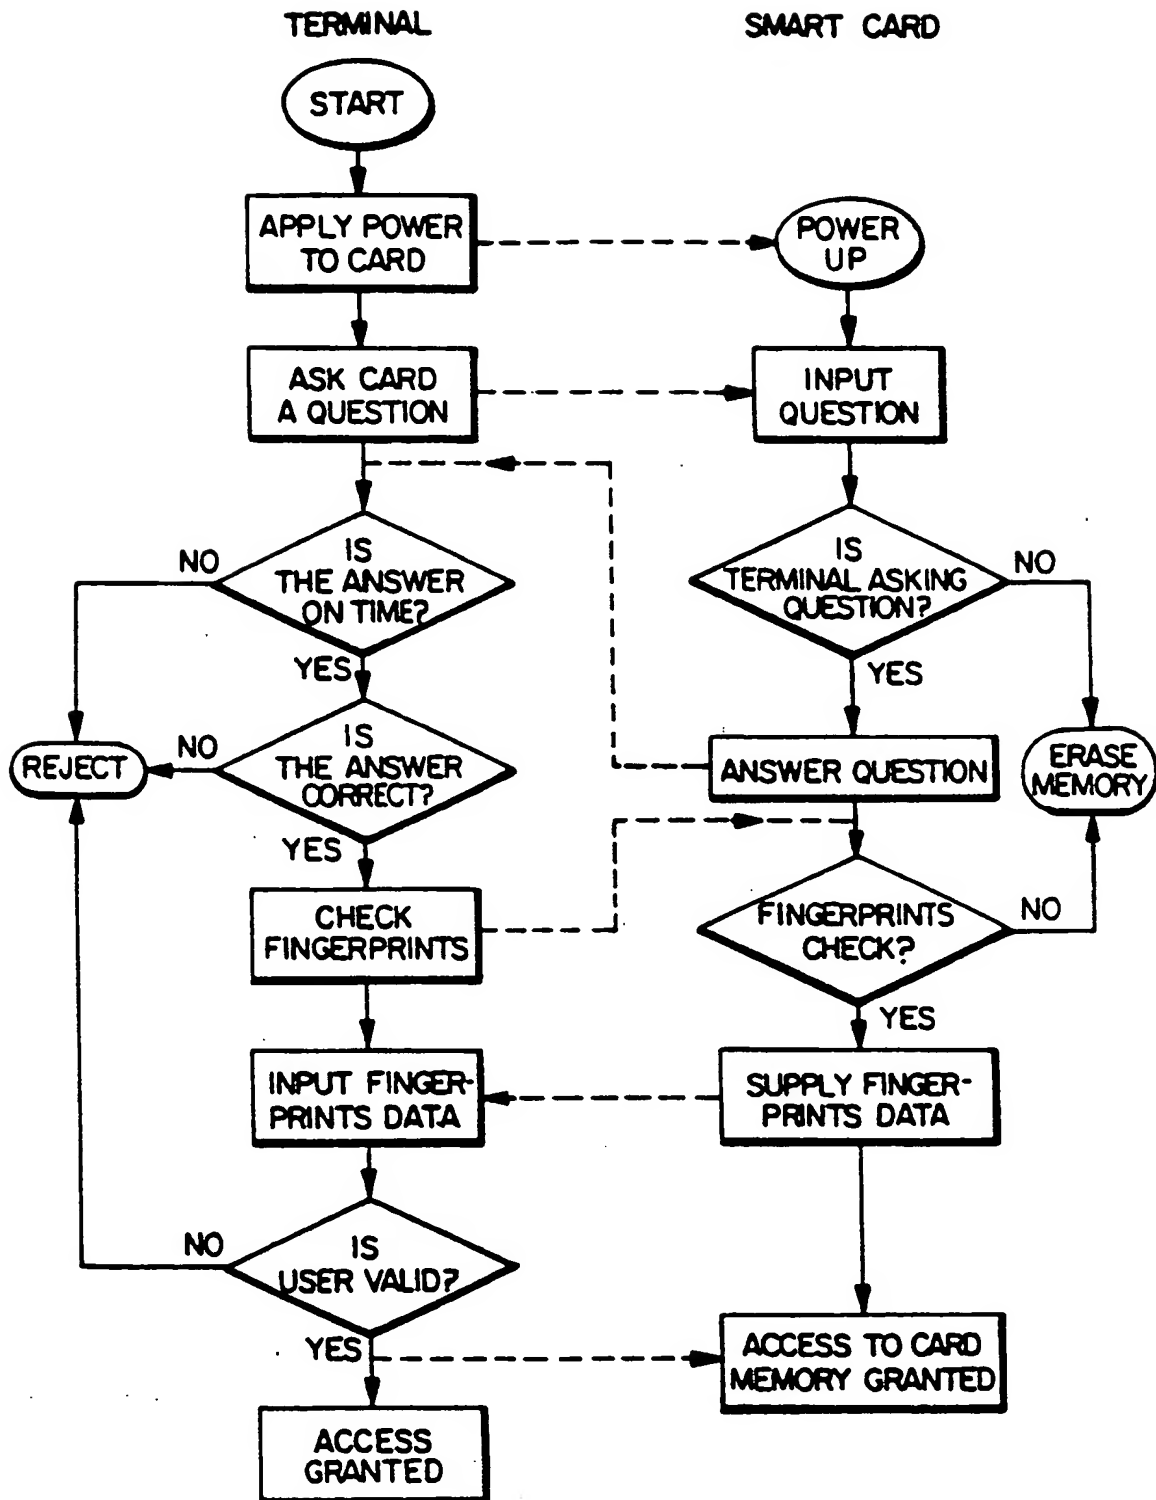 TERMINAL
SMART CARD
START
APPLY POWER
TO CARD
POWER
UP
ASK CARD
A QUESTION
INPUT
QUESTION
IS
THE ANSWER
ON TIME?
NO
YES
IS
TERMINAL ASKING
QUESTION?
NO
YES
REJECT
NO
IS
THE ANSWER
CORRECT?
YES
ANSWER QUESTION
ERASE
MEMORY
CHECK
FINGERPRINTS
FINGERPRINTS
CHECK?
NO
YES
INPUT FINGER-
PRINTS DATA
SUPPLY FINGER-
PRINTS DATA
NO
IS
USER VALID?
YES
ACCESS TO CARD
MEMORY GRANTED
ACCESS
GRANTED